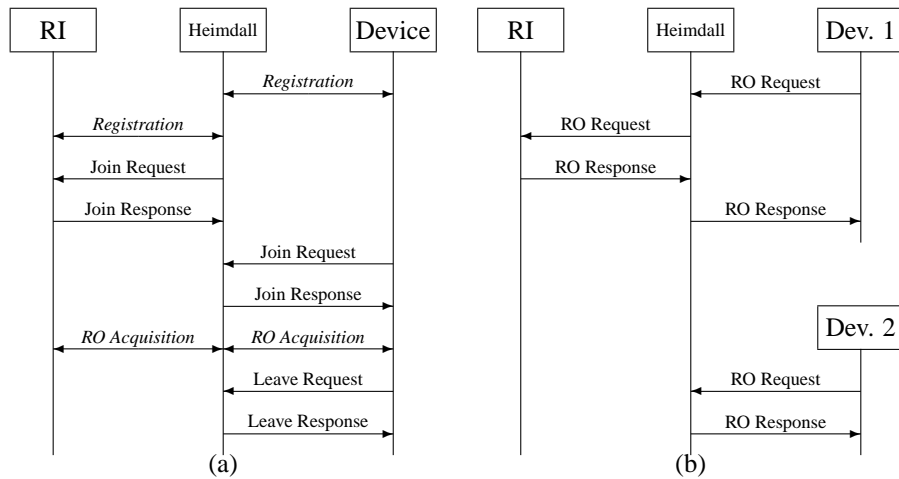 RI
Heimdall
Device
Registration
Registration
Join Request
Join Response
Join Request
Join Response
RO Acquisition
RO Acquisition
Leave Request
Leave Response
(a)
RI
Heimdall
Dev. 1
RO Request
RO Request
RO Response
RO Response
Dev. 2
RO Request
RO Response
(b)